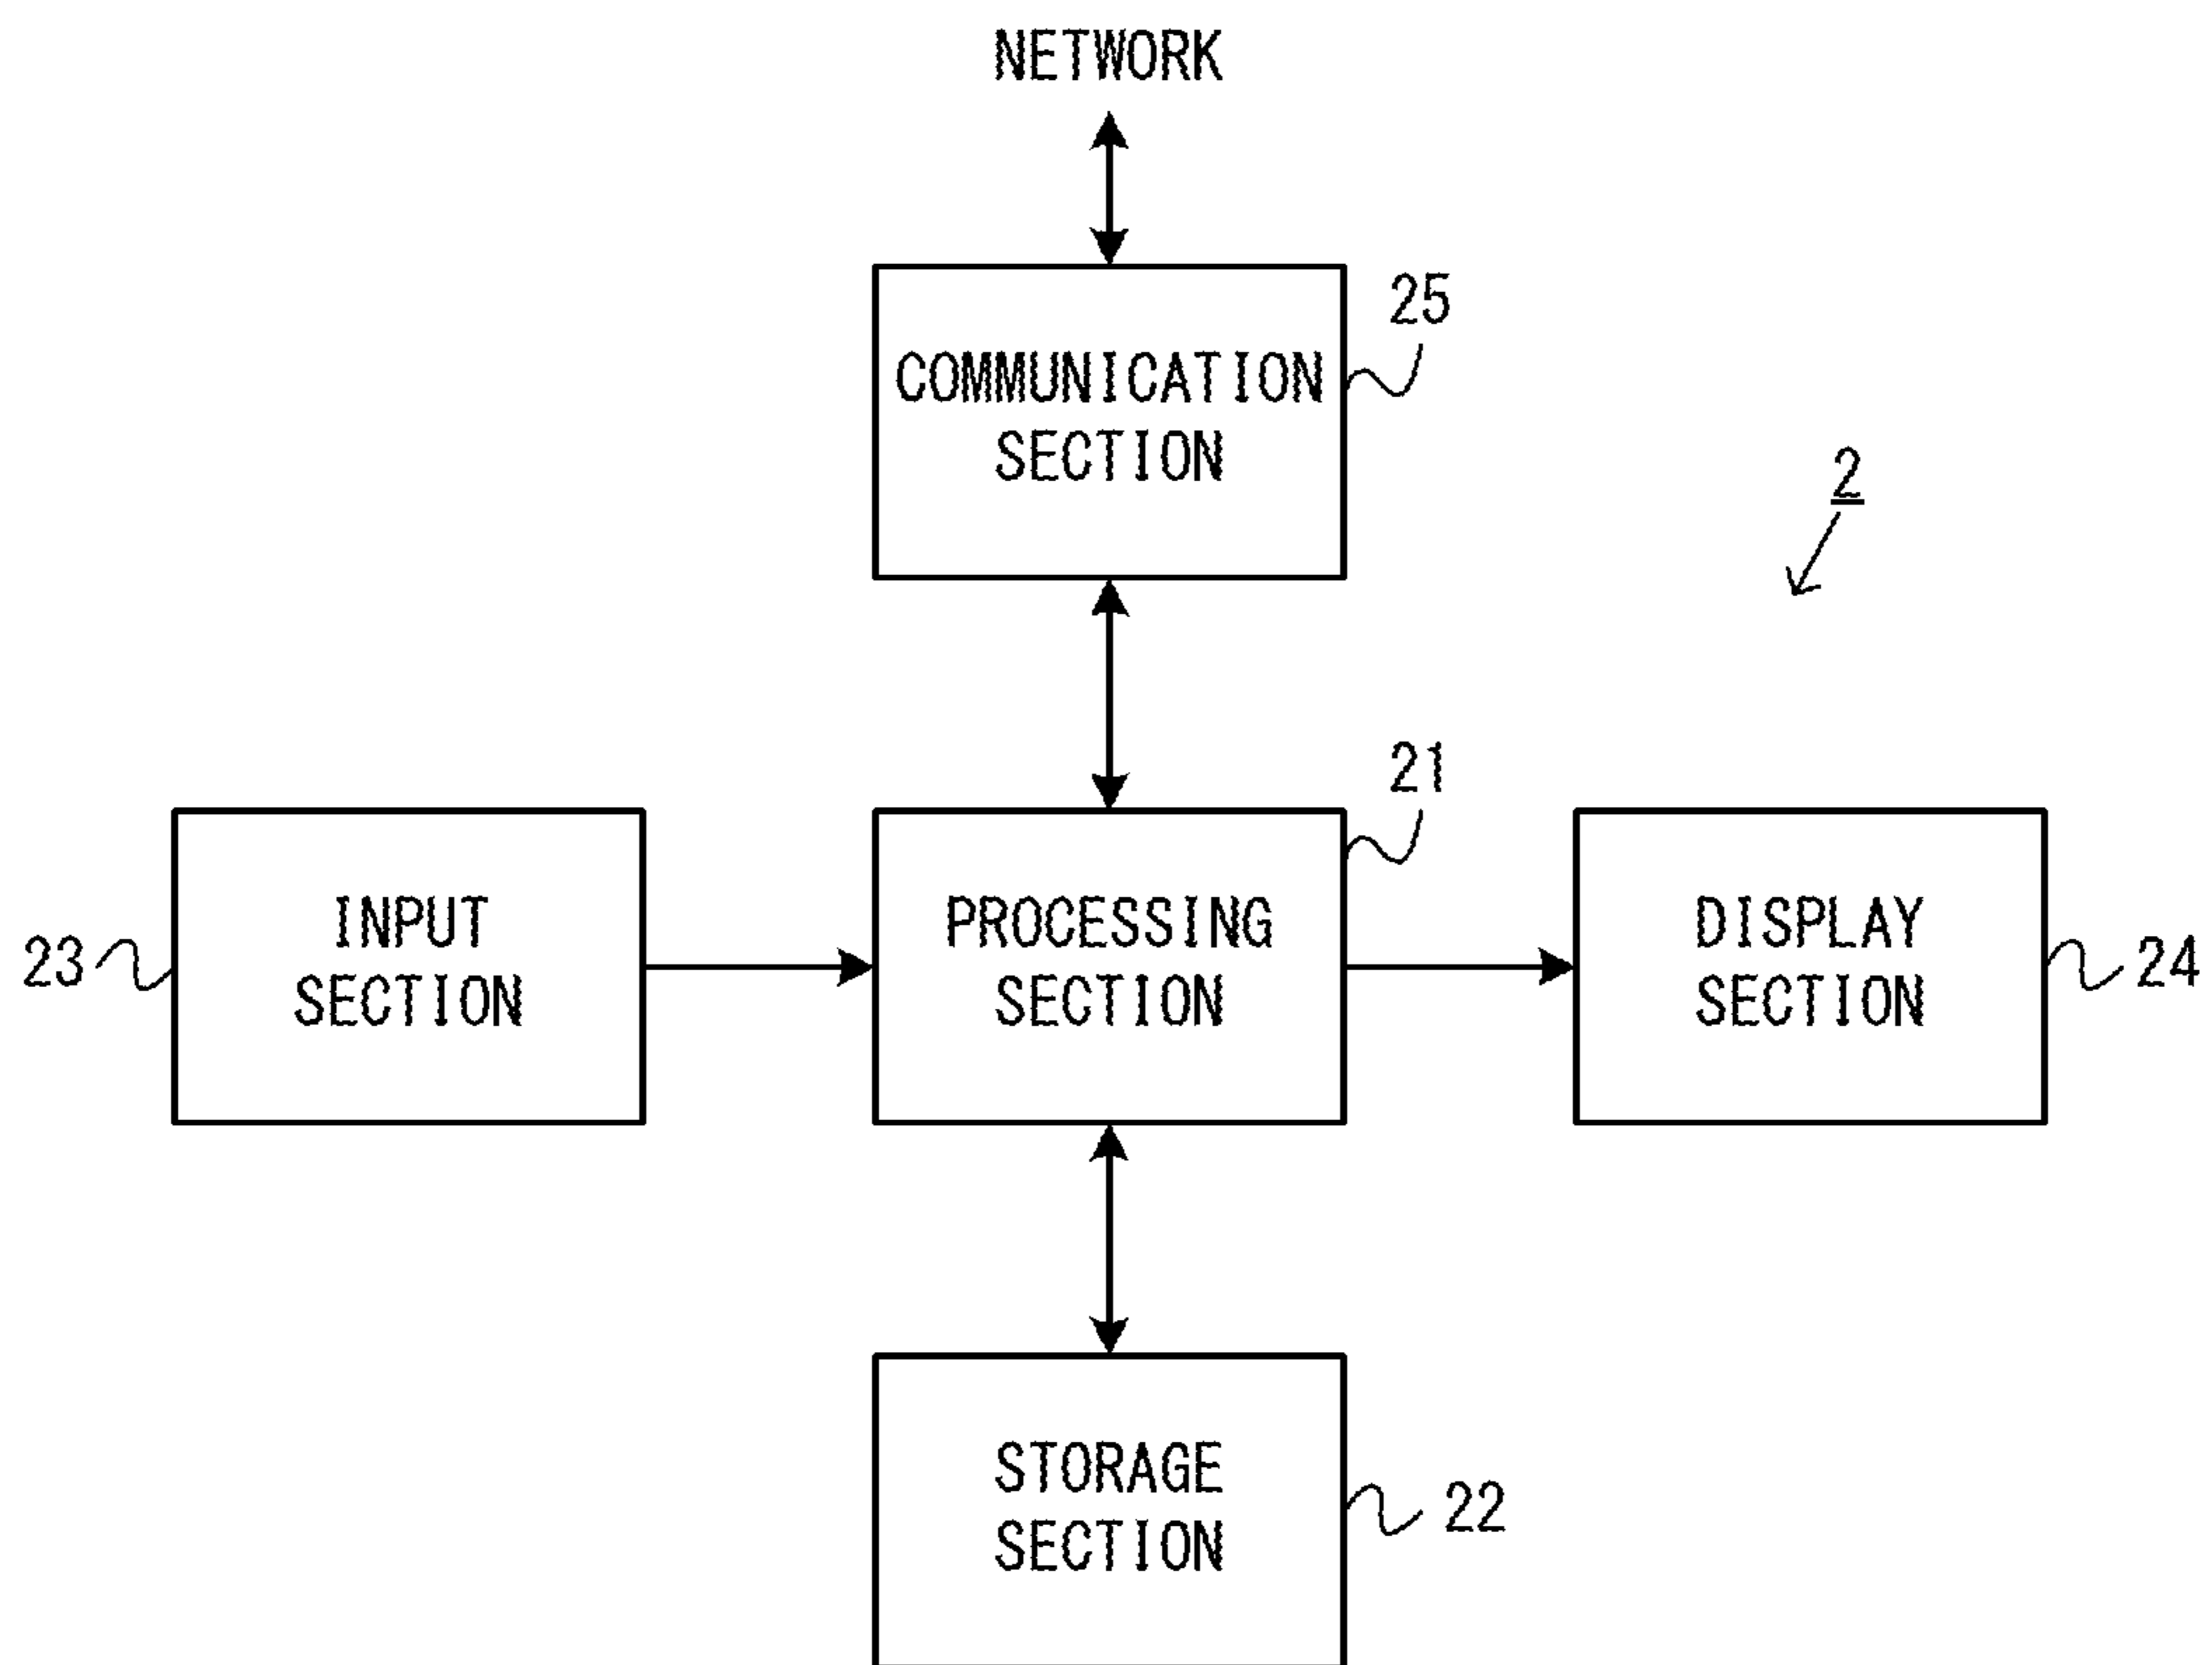 NETWORK
25
COMMUNICATION
SECTION
2
21
INPUT
SECTION
23
PROCESSING
SECTION
DISPLAY
SECTION
24
STORAGE
SECTION
22